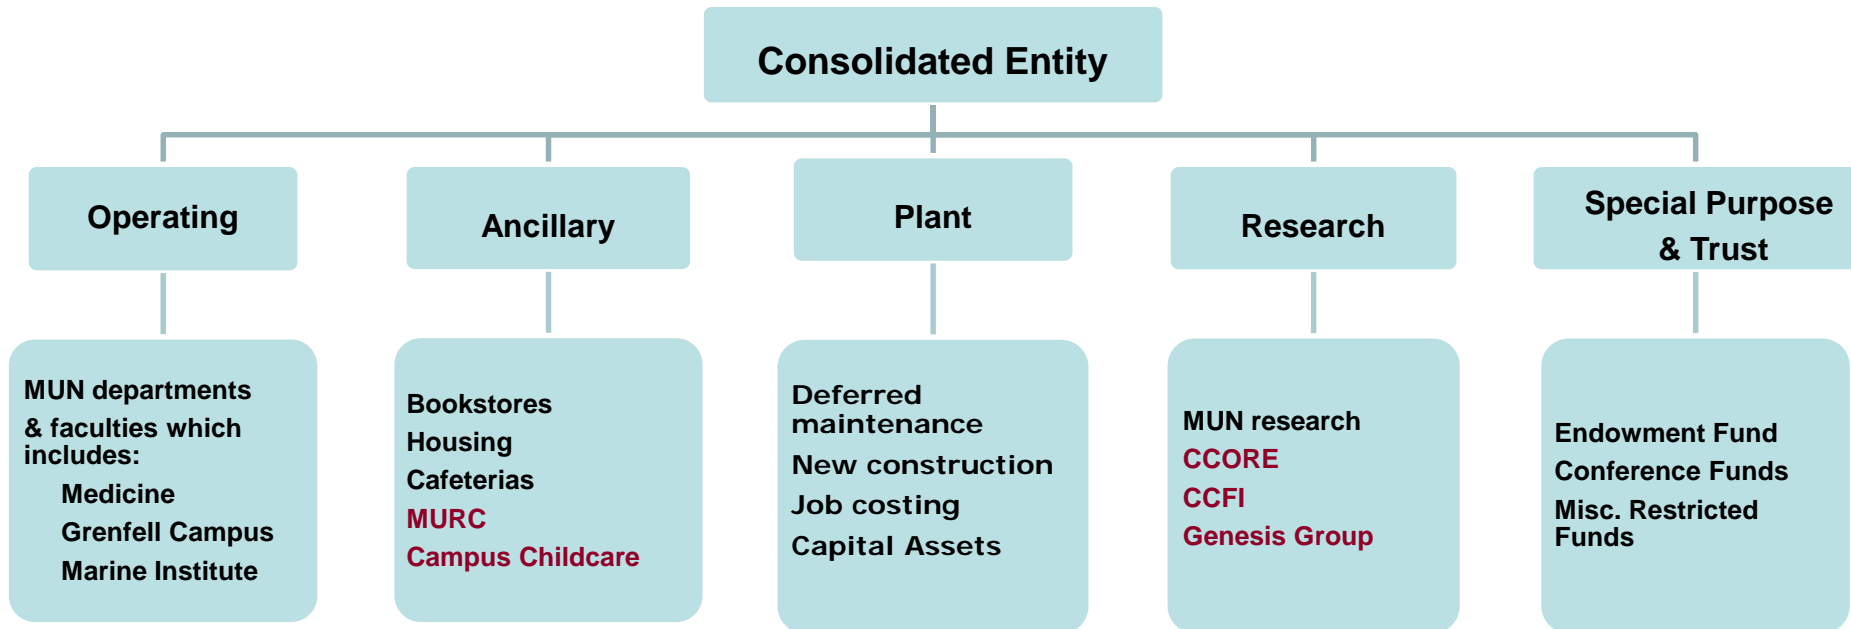 Consolidated Entity
Operating
Ancillary
Plant
Research
Special Purpose
& Trust
MUN departments
& faculties which
includes:
Medicine
Grenfell Campus
Marine Institute
Bookstores
Housing
Cafeterias
MURC
Campus Childcare
Deferred
maintenance
New construction
Job costing
Capital Assets
MUN research
CCORE
CCFI
Genesis Group
Endowment Fund
Conference Funds
Misc. Restricted
Funds